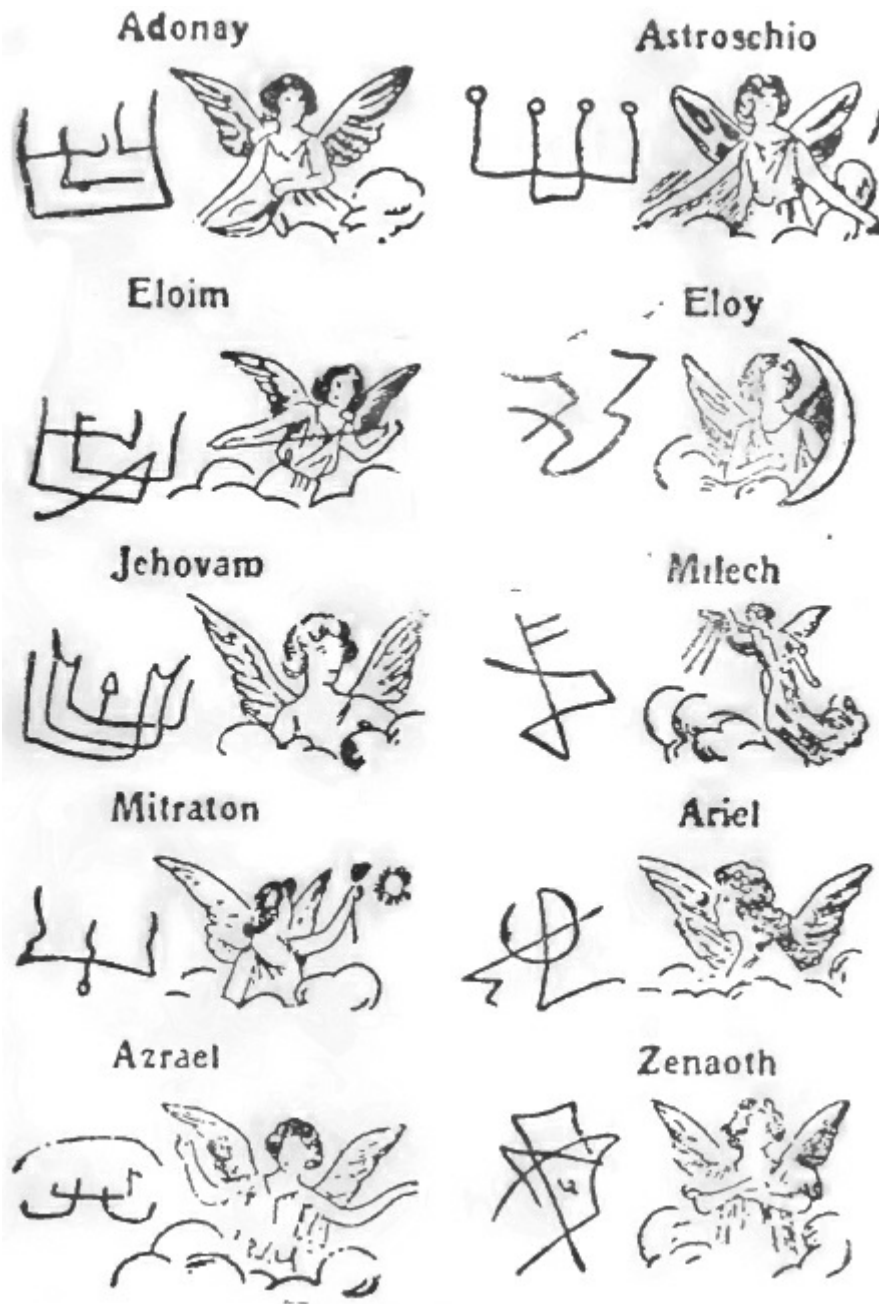 Adonay
Astroschio
Eloim
Eloy
Jehovam
Milech
Mitraton
Ariel
Azrael
Zenaoth